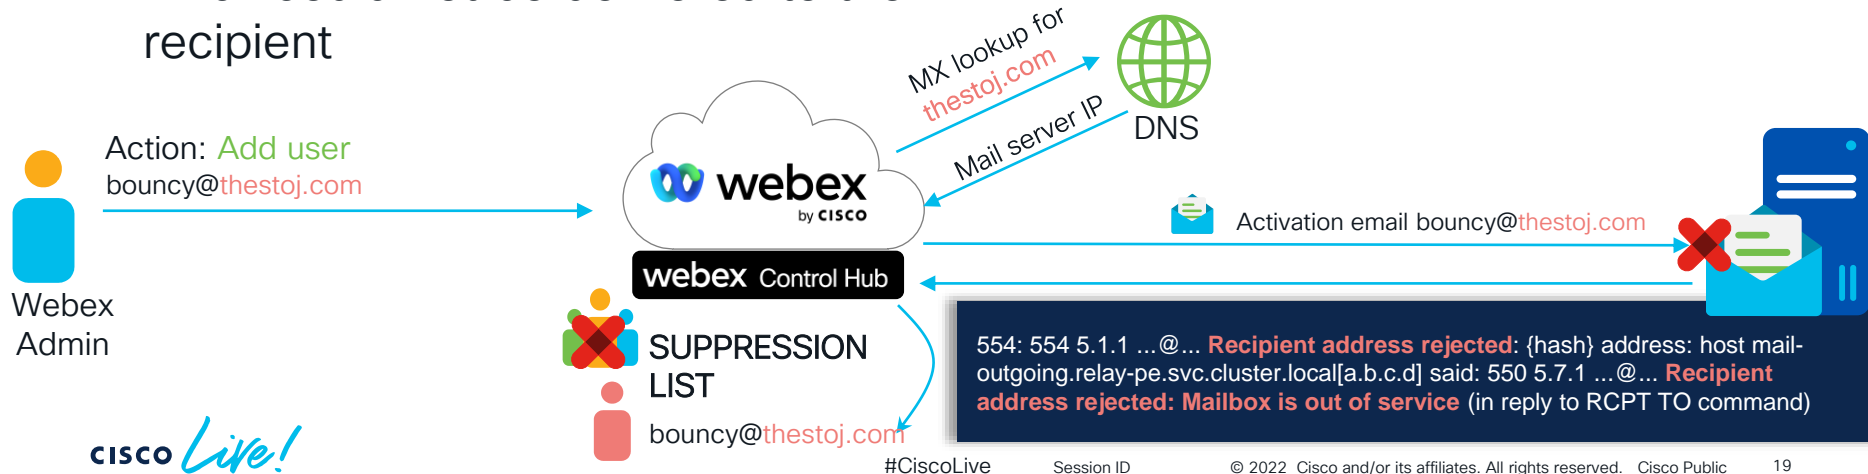 recipient
MX lookup for
thestoj.com
Mail server IP
DNS
Action: Add user
bouncy@thestoj.com
webex
by CISCO
webex Control Hub
Activation email bouncy@thestoj.com
Webex
Admin
SUPPRESSION
LIST
bouncy@thestoj.com
554: 554 5.1.1 ...@... Recipient address rejected: {hash} address: host mail-
outgoing.relay-pe.svc.cluster.local[a.b.c.d] said: 550 5.7.1 ...@... Recipient
address rejected: Mailbox is out of service (in reply to RCPT TO command)
CISCO Live!
#CiscoLive Session ID © 2022 Cisco and/or its affiliates. All rights reserved. Cisco Public 19